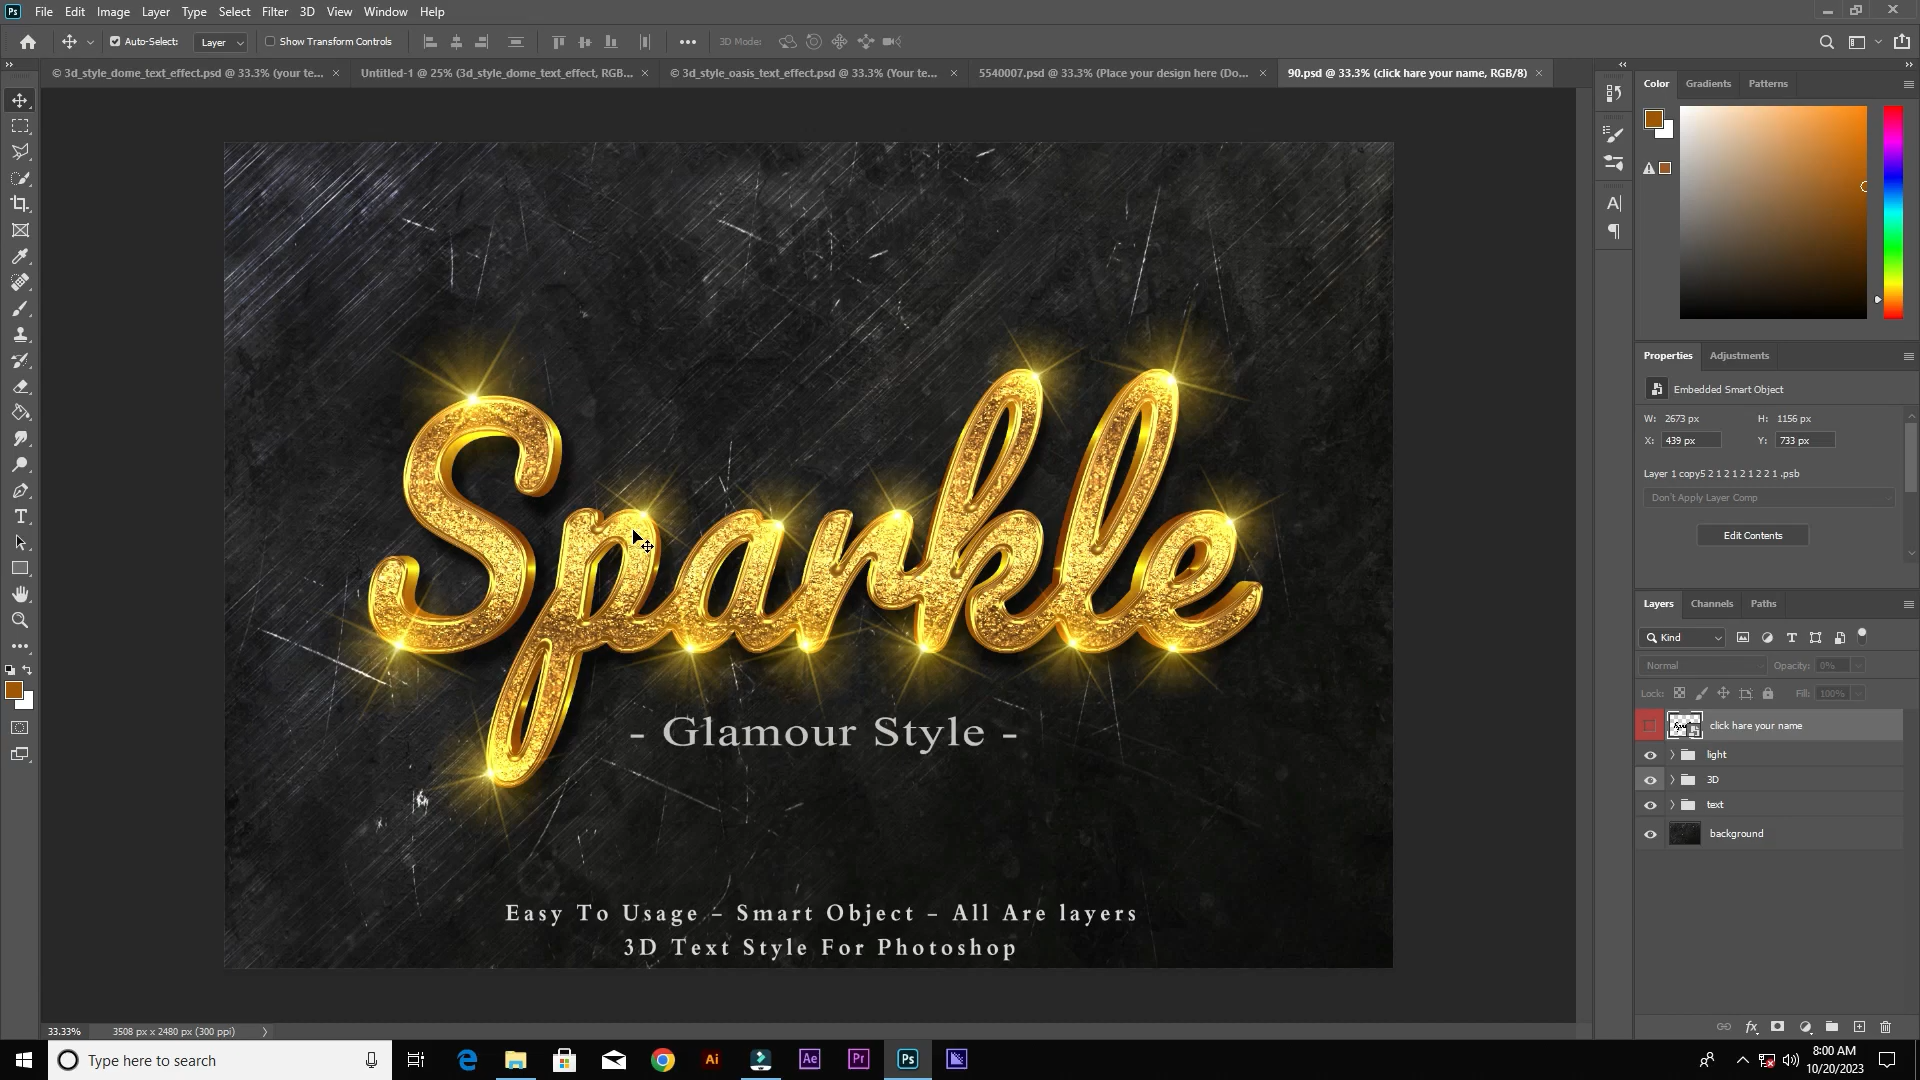 Ps File Edit Image Layer Type Select Filter 3D View Window Help
Auto-Select: Layer Show Transform Controls 3D Mode:
© 3d_style_dome_text_effect.psd @ 33.3% (your te... × Untitled-1 @ 25% (3d_style_dome_text_effect, RGB... × © 3d_style_oasis_text_effect.psd @ 33.3% (Your te... × 5540007.psd @ 33.3% (Place your design here (Do... × 90.psd @ 33.3% (click hare your name, RGB/8) ×
Color Gradients Patterns
Sparkle
- Glamour Style -
Easy To Usage – Smart Object – All Are layers
3D Text Style For Photoshop
Properties Adjustments
Embedded Smart Object
W: 2673 px H: 1156 px
X: 439 px Y: 733 px
Layer 1 copy5 2 1 2 1 2 1 2 2 1 .psb
Don't Apply Layer Comp
Edit Contents
Layers Channels Paths
Kind
Normal Opacity: 0%
Lock: Fill: 100%
click hare your name
light
3D
text
background
33.33% 3508 px x 2480 px (300 ppi)
Type here to search
Ai Ae Pr Ps
8:00 AM
10/20/2023